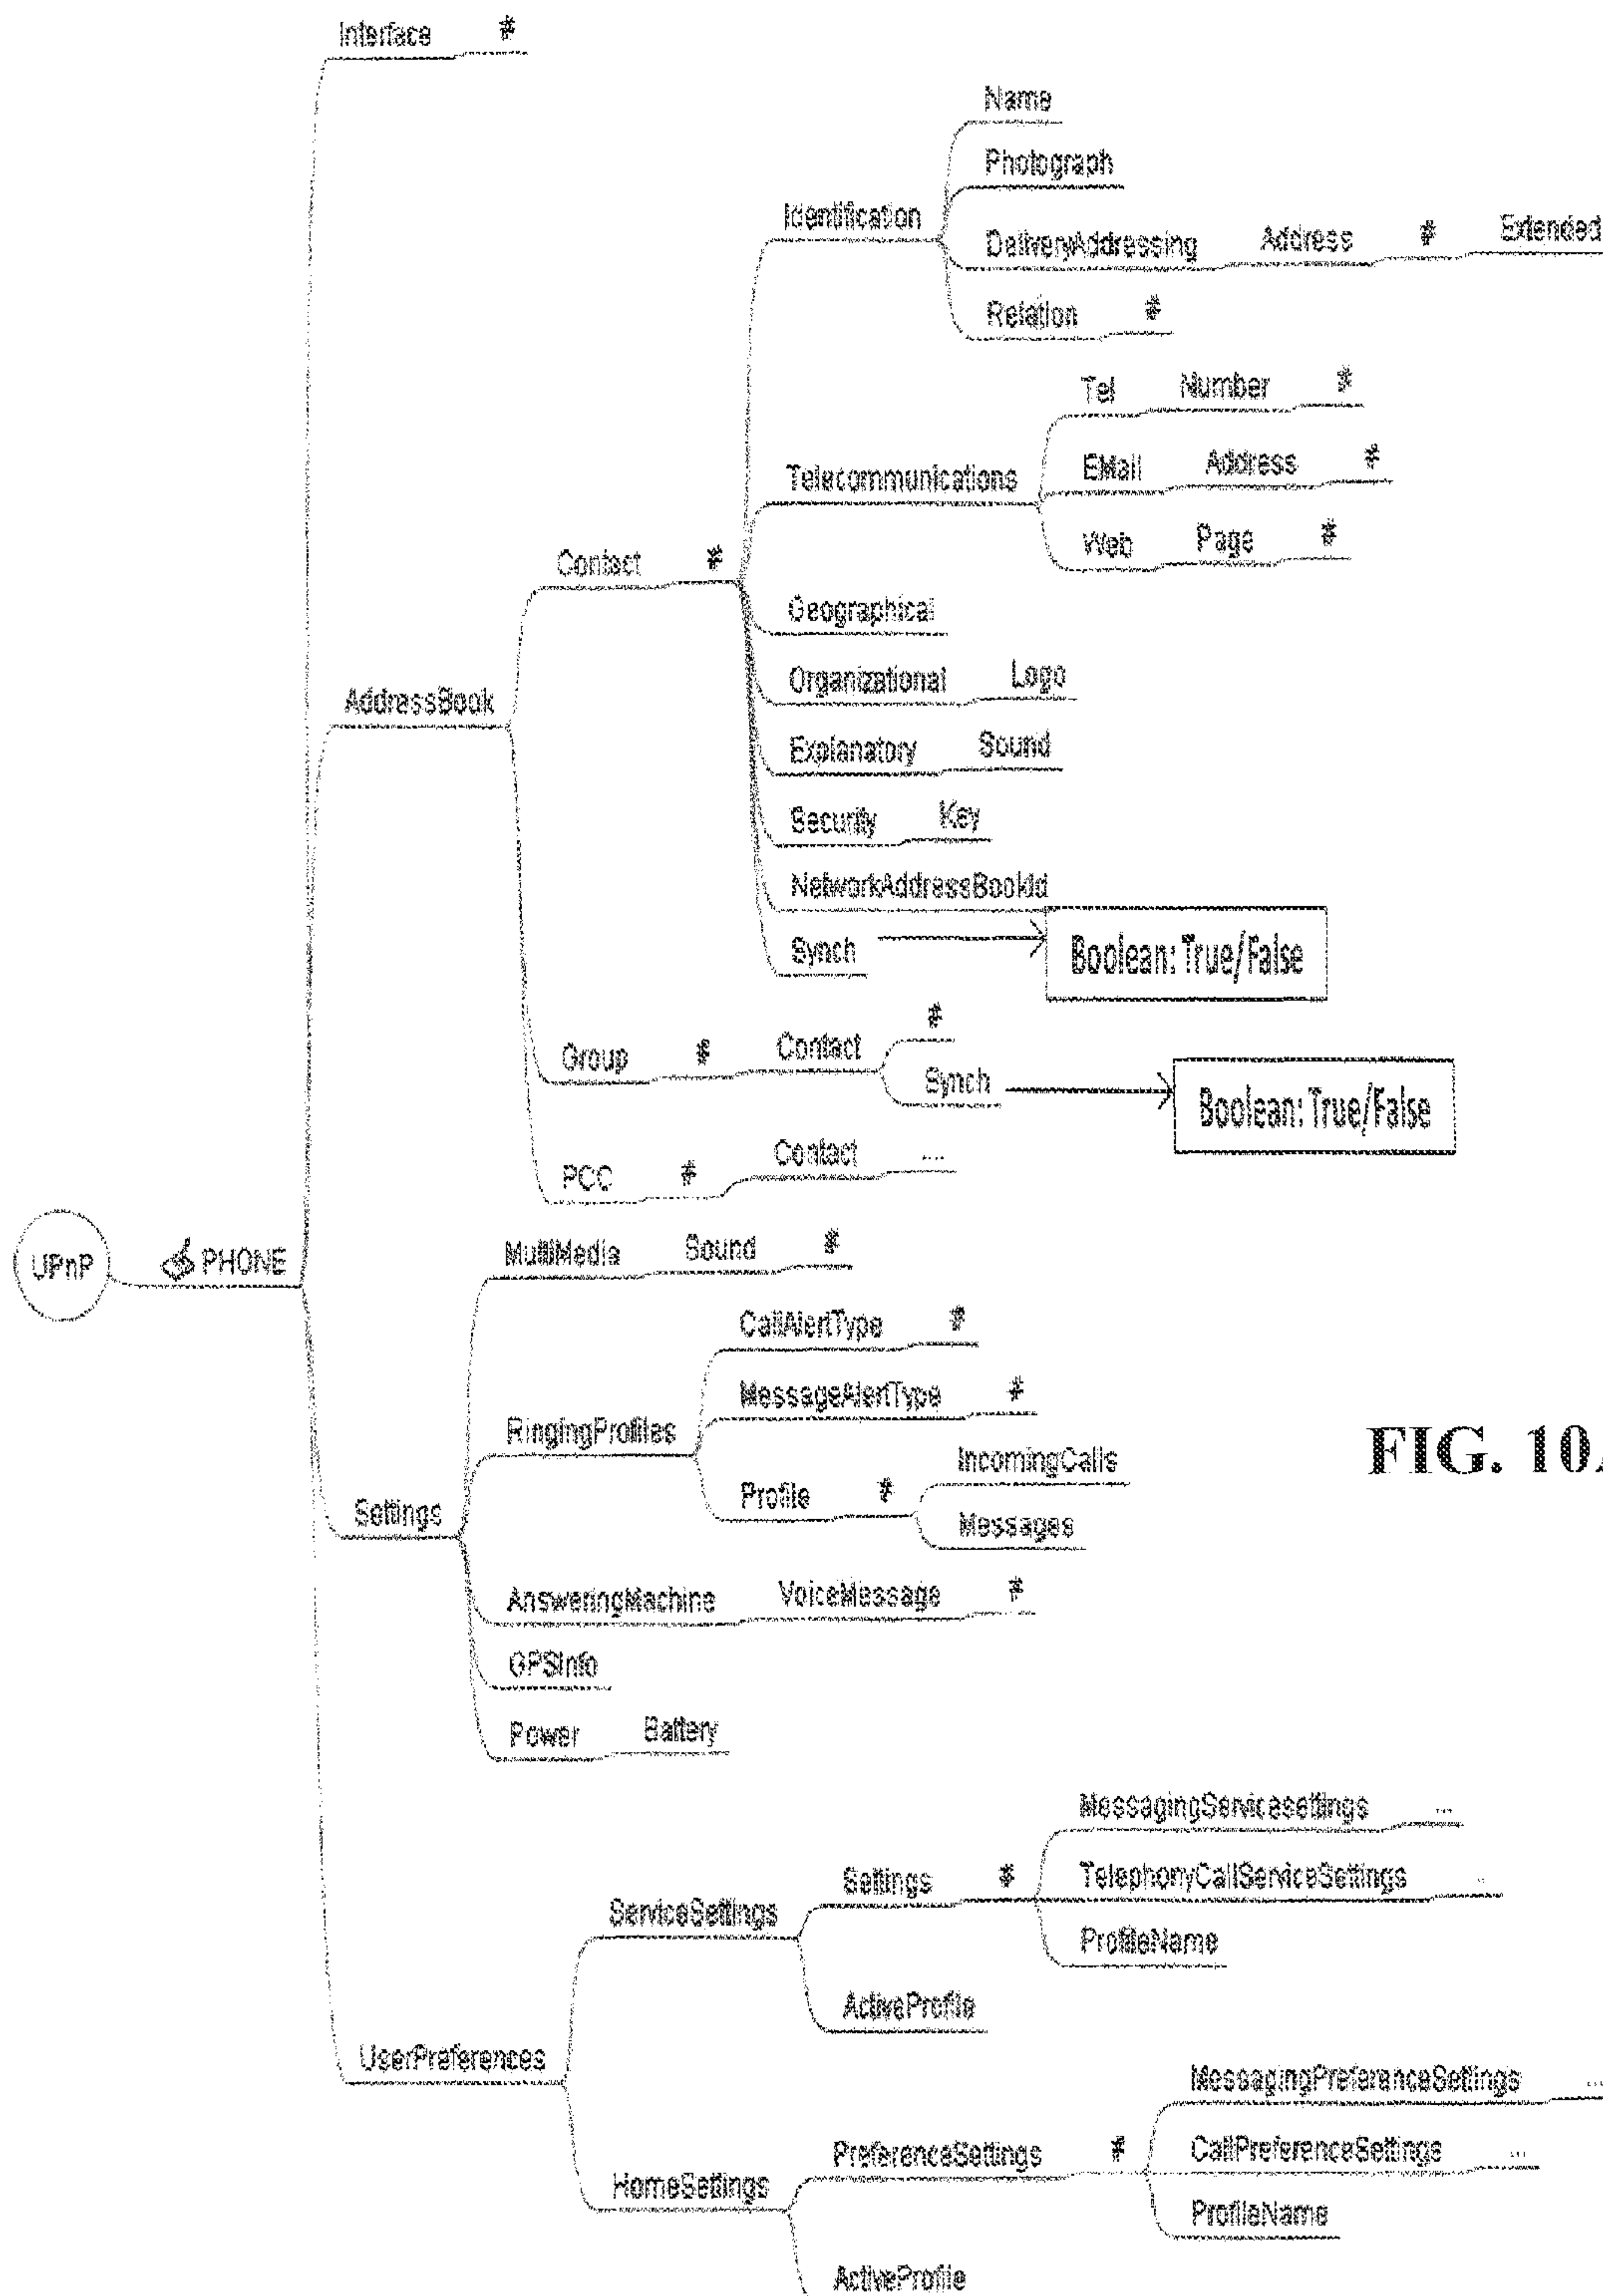 Interface #
Name
Photograph
Identification
DeliveryAddressing Address # Extended
Relation #
Tel Number #
EMail Address #
Telecommunications
Web Page #
Contact #
Geographical
Organizational Logo
AddressBook
Explanatory Sound
Security Key
NetworkAddressBookId
Synch
Boolean: True/False
Group # Contact #
Synch
Boolean: True/False
PCC # Contact ....
UPnP
PHONE
MultiMedia Sound #
CallAlertType #
MessageAlertType #
RingingProfiles
IncomingCalls
Profile #
Messages
FIG. 10
Settings
AnsweringMachine VoiceMessage #
GPSInfo
Power Battery
MessagingServicesettings ...
Settings #
TelephonyCallServiceSettings ..
ServiceSettings
ProfileName
ActiveProfile
UserPreferences
MessagingPreferenceSettings ...
PreferenceSettings #
CallPreferenceSettings ...
HomeSettings
ProfileName
ActiveProfile